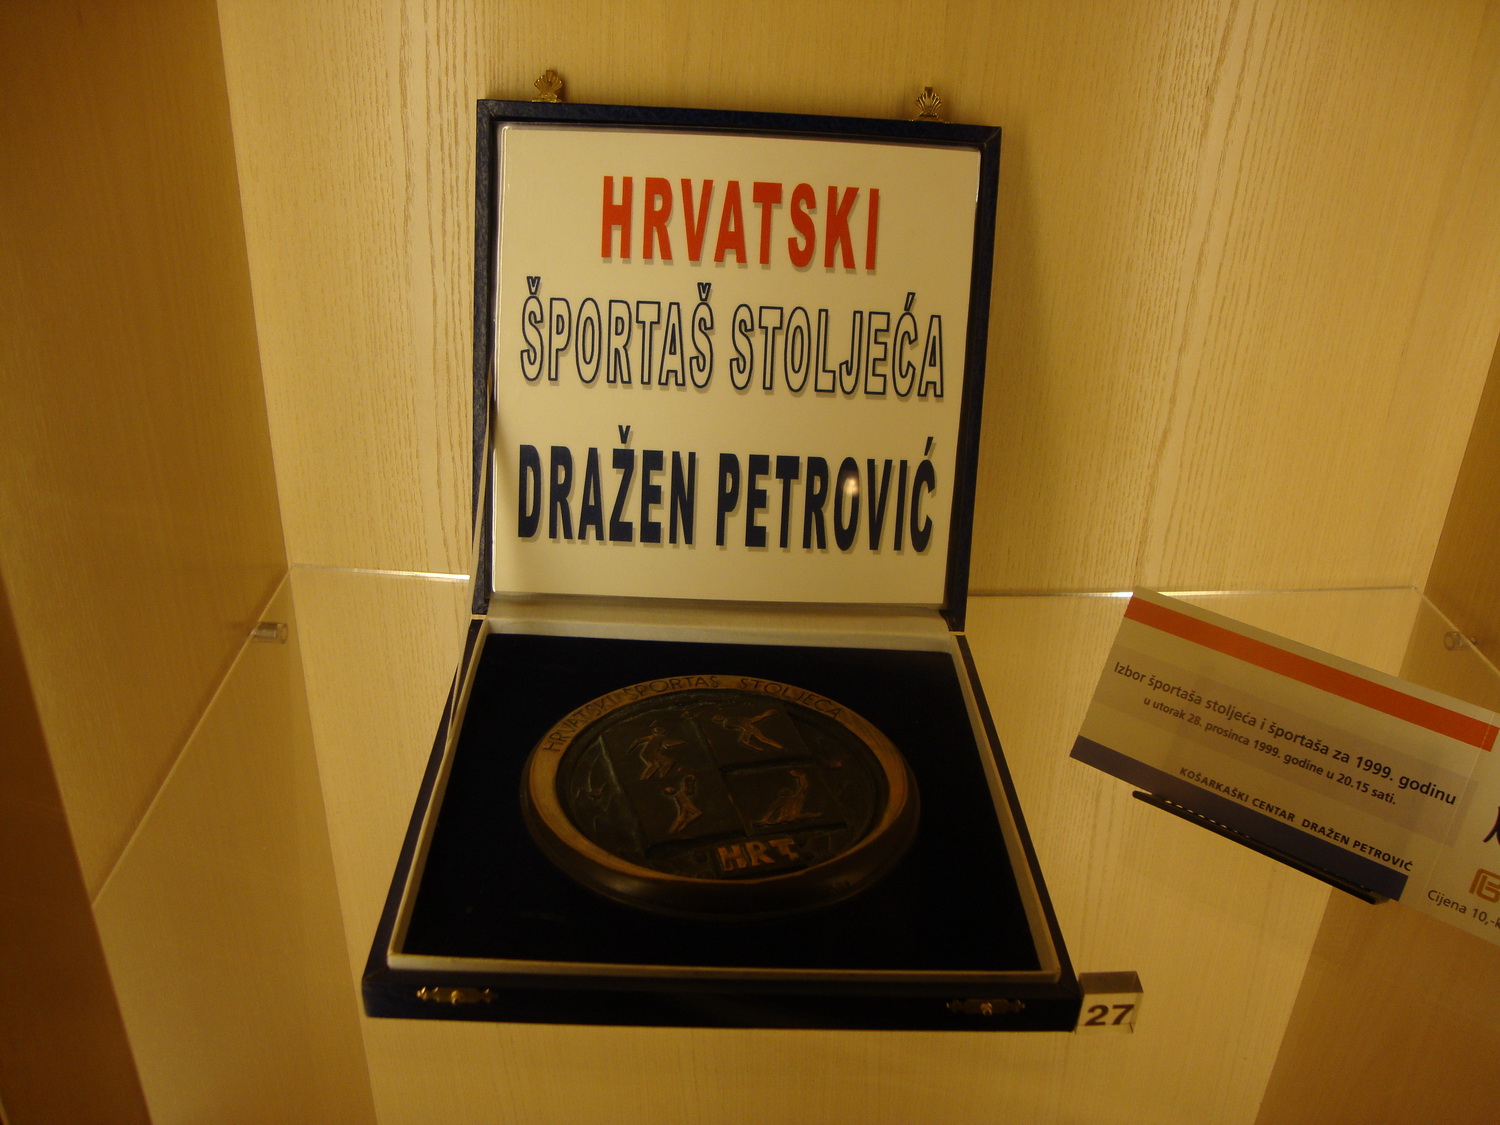 HRVATSKI
ŠPORTAŠ STOLJEĆA
DRAŽEN PETROVIĆ
HRVATSKI ŠPORTAŠ STOLJEĆA
HRT
27
Izbor športaša stoljeća i športaša za 1999. godinu
u utorak 28. prosinca 1999. godine u 20.15 sati.
KOŠARKAŠKI CENTAR DRAŽEN PETROVIĆ
Cijena 10,-